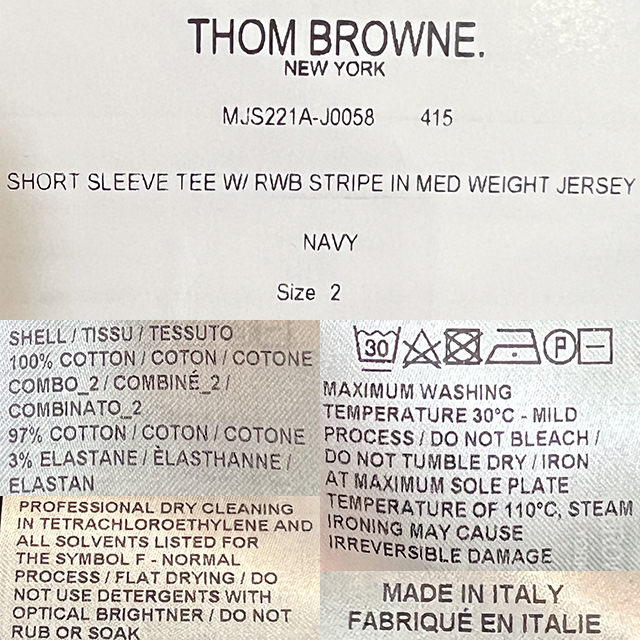 THOM BROWNE.
NEW YORK
MJS221A-J0058 415
SHORT SLEEVE TEE W/ RWB STRIPE IN MED WEIGHT JERSEY
NAVY
Size 2
SHELL / TISSU / TESSUTO
100% COTTON / COTON / COTONE
COMBO_2 / COMBINÉ_2 /
COMBINATO_2
97% COTTON / COTON / COTONE
3% ELASTANE / ÈLASTHANNE /
ELASTAN
PROFESSIONAL DRY CLEANING
IN TETRACHLOROETHYLENE AND
ALL SOLVENTS LISTED FOR
THE SYMBOL F - NORMAL
PROCESS / FLAT DRYING / DO
NOT USE DETERGENTS WITH
OPTICAL BRIGHTNER / DO NOT
RUB OR SOAK
30 P
MAXIMUM WASHING
TEMPERATURE 30°C - MILD
PROCESS / DO NOT BLEACH /
DO NOT TUMBLE DRY / IRON
AT MAXIMUM SOLE PLATE
TEMPERATURE OF 110°C, STEAM
IRONING MAY CAUSE
IRREVERSIBLE DAMAGE
MADE IN ITALY
FABRIQUÉ EN ITALIE